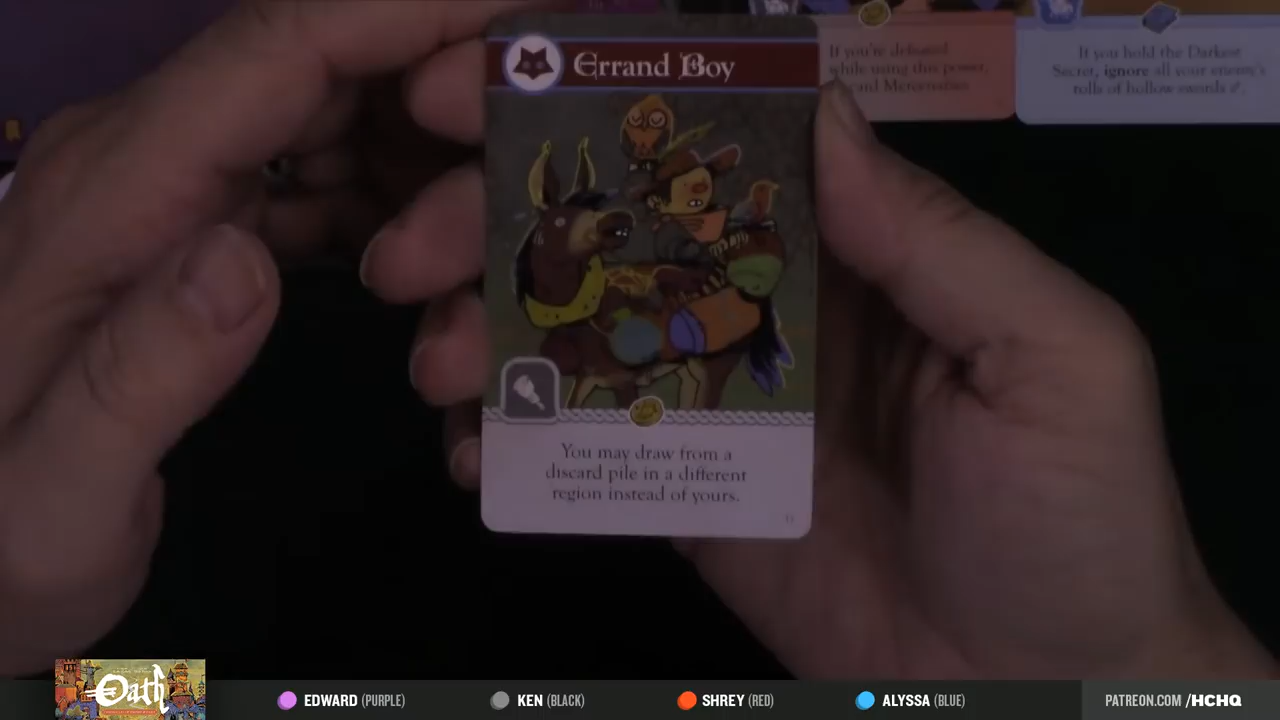 Errand Boy
You may draw from a
discard pile in a different
region instead of yours.
If you're defeated
while using this power,
Mercenaries
If you hold the Darkest
Secret, ignore all your enemy's
rolls of hollow swords
Oath
EDWARD (PURPLE)
KEN (BLACK)
SHREY (RED)
ALYSSA (BLUE)
PATREON.COM/HCHQ